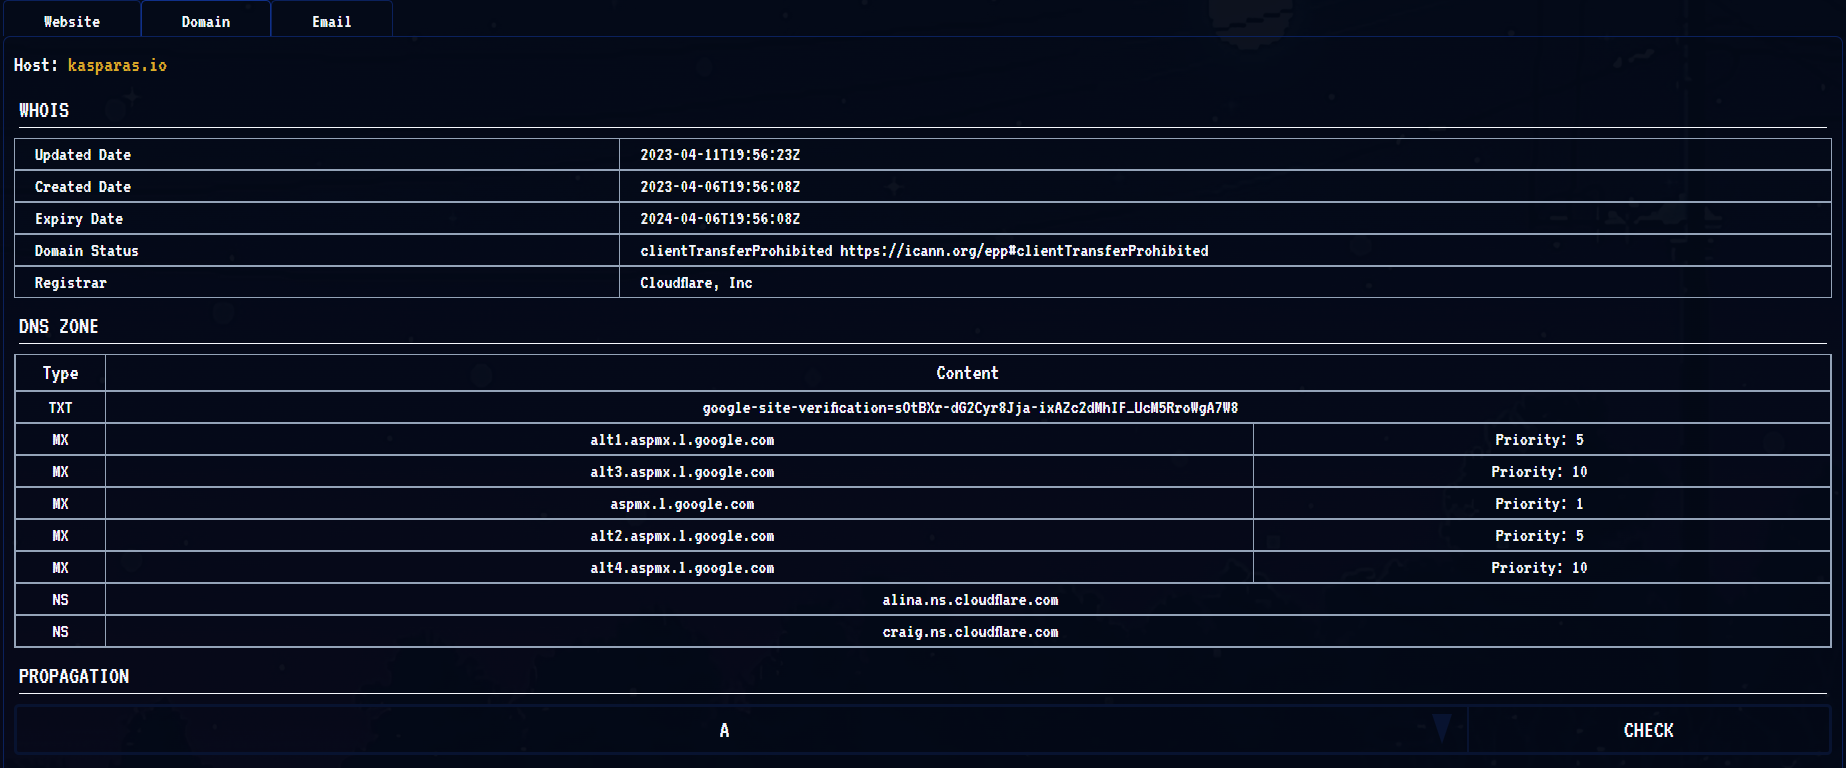 Website Domain Email
Host: kasparas.io
WHOIS
Updated Date 2023-04-11T19:56:23Z
Created Date 2023-04-06T19:56:08Z
Expiry Date 2024-04-06T19:56:08Z
Domain Status clientTransferProhibited https://icann.org/epp#clientTransferProhibited
Registrar Cloudflare, Inc
DNS ZONE
Type Content
TXT google-site-verification=sOtBXr-dG2Cyr8Jja-ixAZc2dMhIF_UcM5RroWgA7W8
MX alt1.aspmx.l.google.com Priority: 5
MX alt3.aspmx.l.google.com Priority: 10
MX aspmx.l.google.com Priority: 1
MX alt2.aspmx.l.google.com Priority: 5
MX alt4.aspmx.l.google.com Priority: 10
NS alina.ns.cloudflare.com
NS craig.ns.cloudflare.com
PROPAGATION
A CHECK